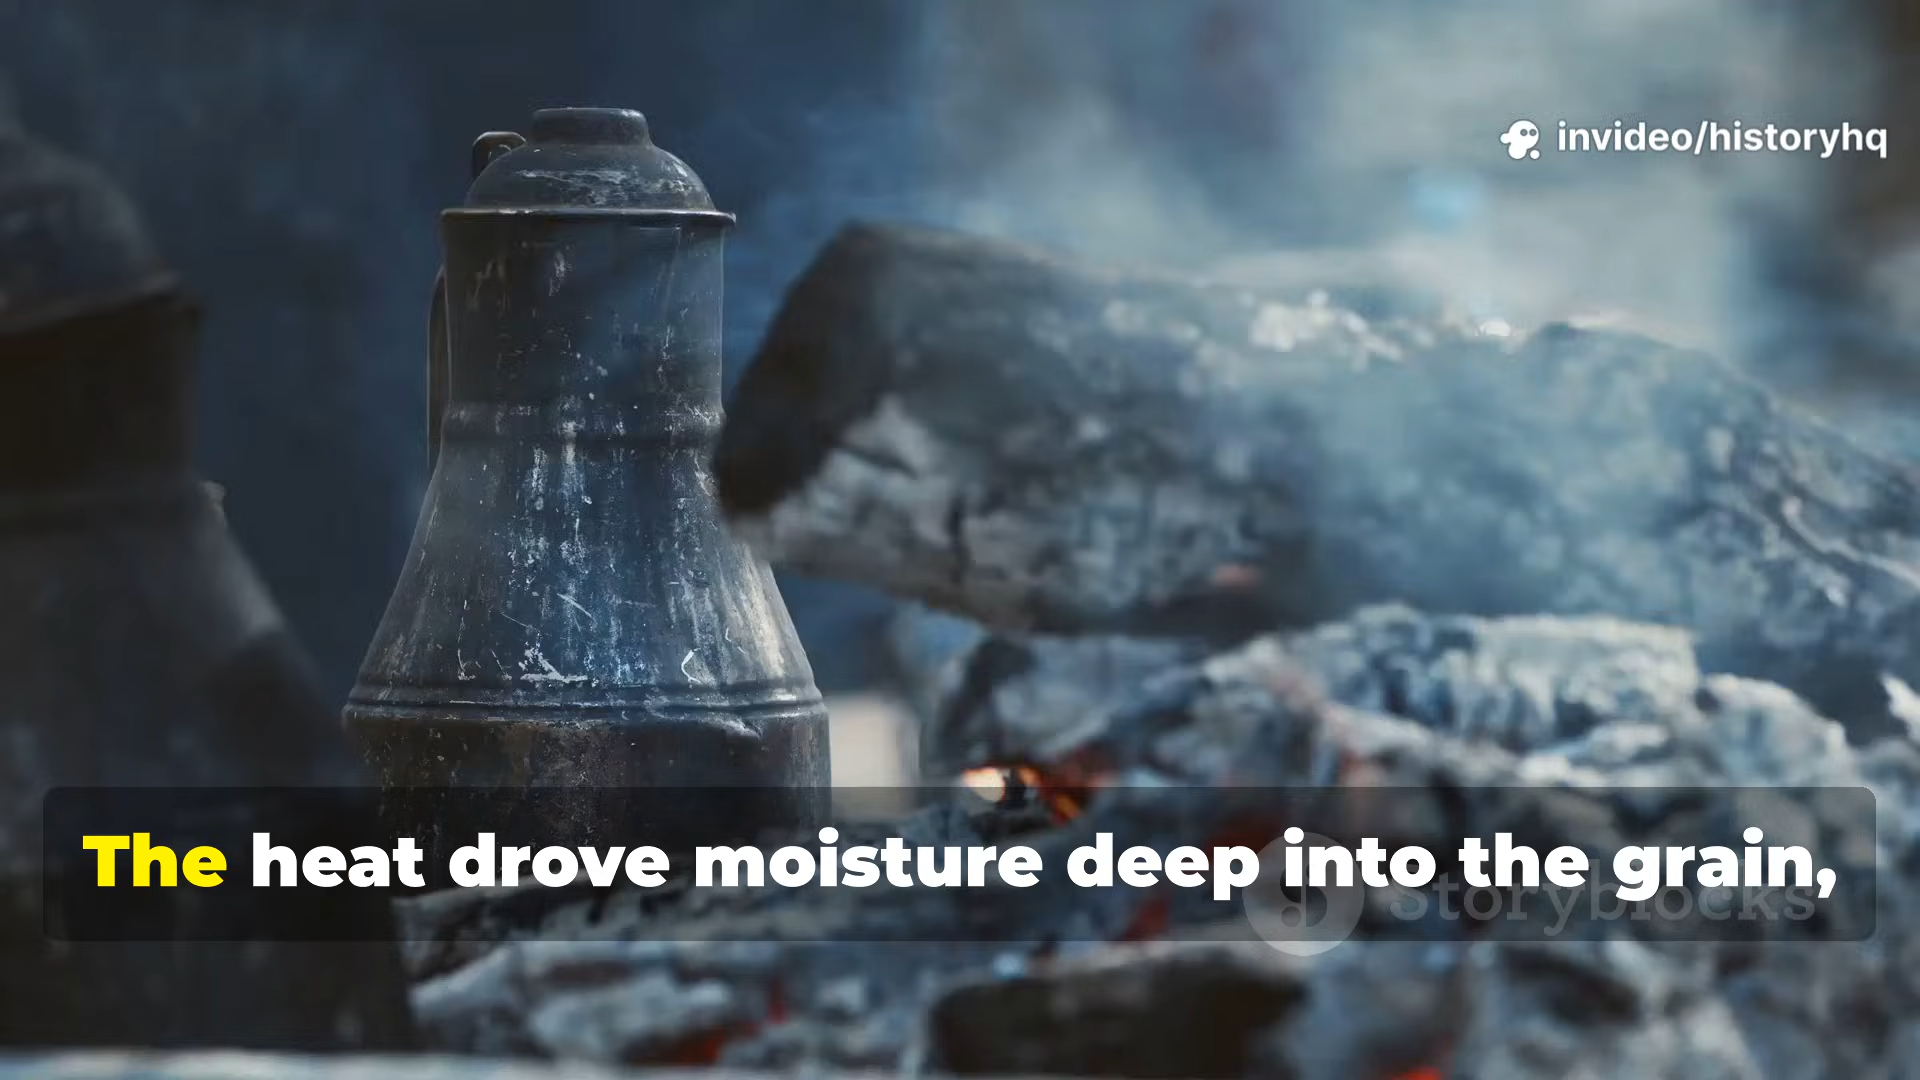 invideo/historyhq
The heat drove moisture deep into the grain,
Storyblocks